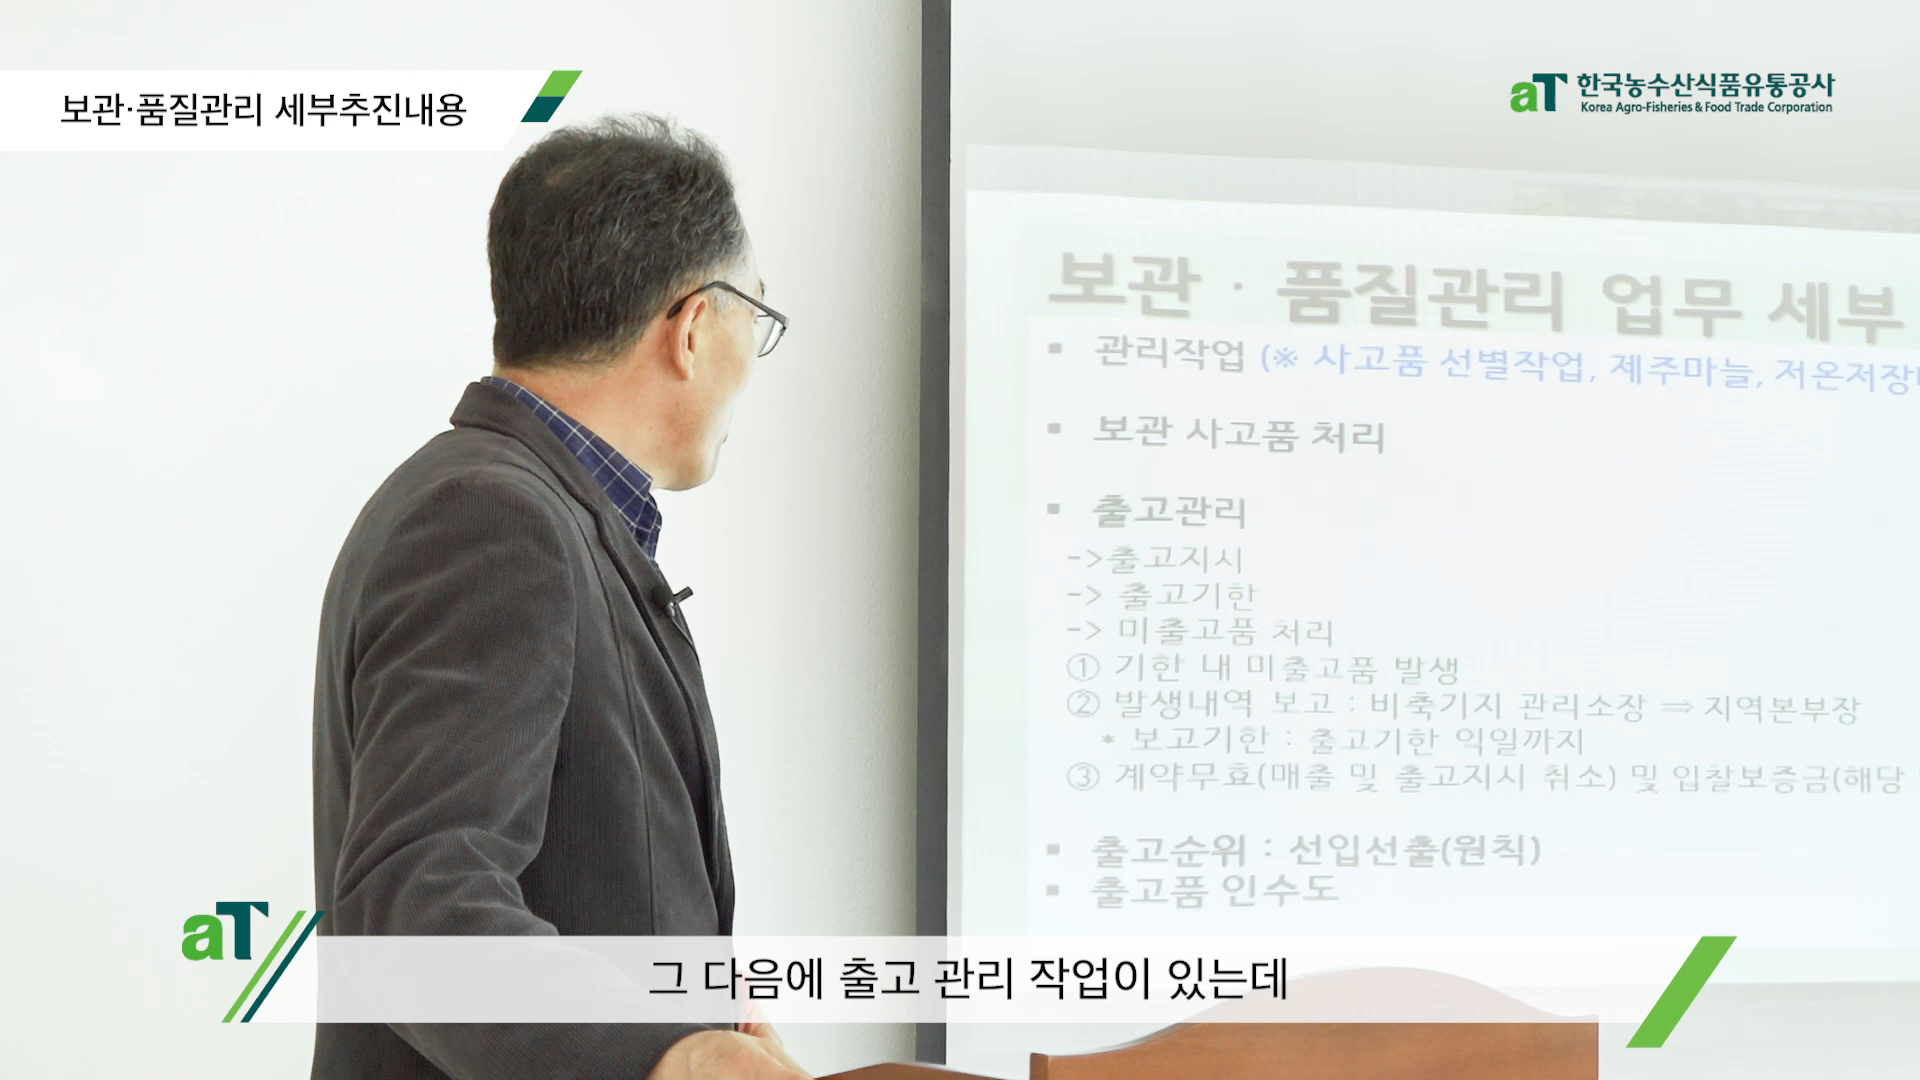 보관·품질관리 세부추진내용
aT 한국농수산식품유통공사
Korea Agro-Fisheries & Food Trade Corporation
보관 · 품질관리 업무 세부
▪ 관리작업 (※ 사고품 선별작업, 제주마늘, 저온저장
▪ 보관 사고품 처리
▪ 출고관리
->출고지시
-> 출고기한
-> 미출고품 처리
① 기한 내 미출고품 발생
② 발생내역 보고 : 비축기지 관리소장 ⇒ 지역본부장
* 보고기한 : 출고기한 익일까지
③ 계약무효(매출 및 출고지시 취소) 및 입찰보증금(해당
▪ 출고순위 : 선입선출(원칙)
▪ 출고품 인수도
aT
그 다음에 출고 관리 작업이 있는데